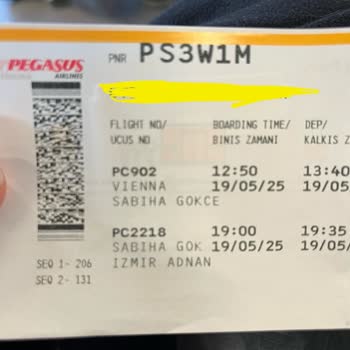 PEGASUS
AIRLINES
PNR PS3W1M
FLIGHT NO/ BOARDING TIME/ DEP/
UCUS NO BINIS ZAMANI KALKIS Z
PC902 12:50 13:40
VIENNA 19/05/25 19/05
SABIHA GOKCE
PC2218 19:00 19:35
SABIHA GOK 19/05/25 19/05/
IZMIR ADNAN
SEQ 1- 206
SEQ 2- 131